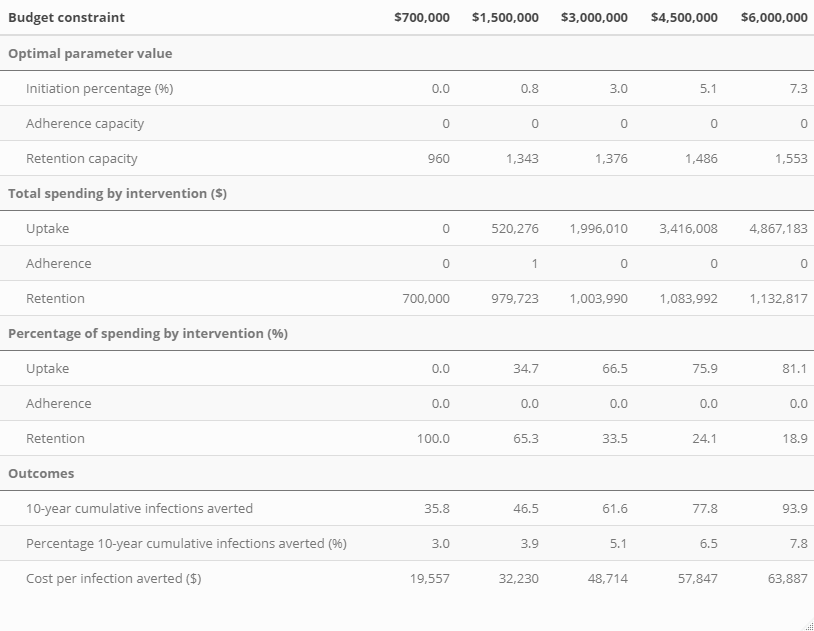 Budget constraint $700,000 $1,500,000 $3,000,000 $4,500,000 $6,000,000
Optimal parameter value
Initiation percentage (%) 0.0 0.8 3.0 5.1 7.3
Adherence capacity 0 0 0 0 0
Retention capacity 960 1,343 1,376 1,486 1,553
Total spending by intervention ($)
Uptake 0 520,276 1,996,010 3,416,008 4,867,183
Adherence 0 1 0 0 0
Retention 700,000 979,723 1,003,990 1,083,992 1,132,817
Percentage of spending by intervention (%)
Uptake 0.0 34.7 66.5 75.9 81.1
Adherence 0.0 0.0 0.0 0.0 0.0
Retention 100.0 65.3 33.5 24.1 18.9
Outcomes
10-year cumulative infections averted 35.8 46.5 61.6 77.8 93.9
Percentage 10-year cumulative infections averted (%) 3.0 3.9 5.1 6.5 7.8
Cost per infection averted ($) 19,557 32,230 48,714 57,847 63,887